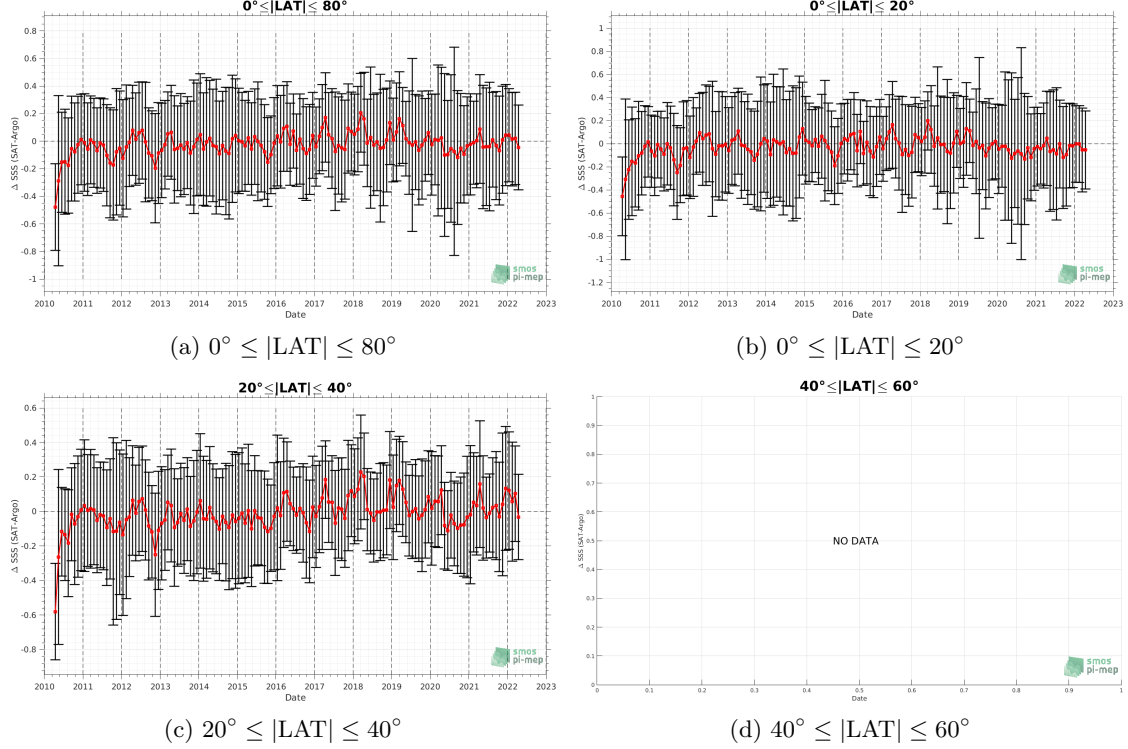 0°≤|LAT|≤ 80°
0.8
0.6
0.4
0.2
0
-0.2
-0.4
-0.6
-0.8
-1
Δ SSS (SAT-Argo)
2010 2011 2012 2013 2014 2015 2016 2017 2018 2019 2020 2021 2022 2023
Date
smos
pi-mep
(a) 0° ≤ |LAT| ≤ 80°
0°≤|LAT|≤ 20°
1
0.8
0.6
0.4
0.2
0
-0.2
-0.4
-0.6
-0.8
-1
-1.2
Δ SSS (SAT-Argo)
2010 2011 2012 2013 2014 2015 2016 2017 2018 2019 2020 2021 2022 2023
Date
smos
pi-mep
(b) 0° ≤ |LAT| ≤ 20°
20°≤|LAT|≤ 40°
0.6
0.4
0.2
0
-0.2
-0.4
-0.6
-0.8
Δ SSS (SAT-Argo)
2010 2011 2012 2013 2014 2015 2016 2017 2018 2019 2020 2021 2022 2023
Date
smos
pi-mep
(c) 20° ≤ |LAT| ≤ 40°
40°≤|LAT|≤ 60°
1
0.9
0.8
0.7
0.6
0.5
0.4
0.3
0.2
0.1
0
Δ SSS (SAT-Argo)
NO DATA
0 0.1 0.2 0.3 0.4 0.5 0.6 0.7 0.8 0.9 1
Date
smos
pi-mep
(d) 40° ≤ |LAT| ≤ 60°